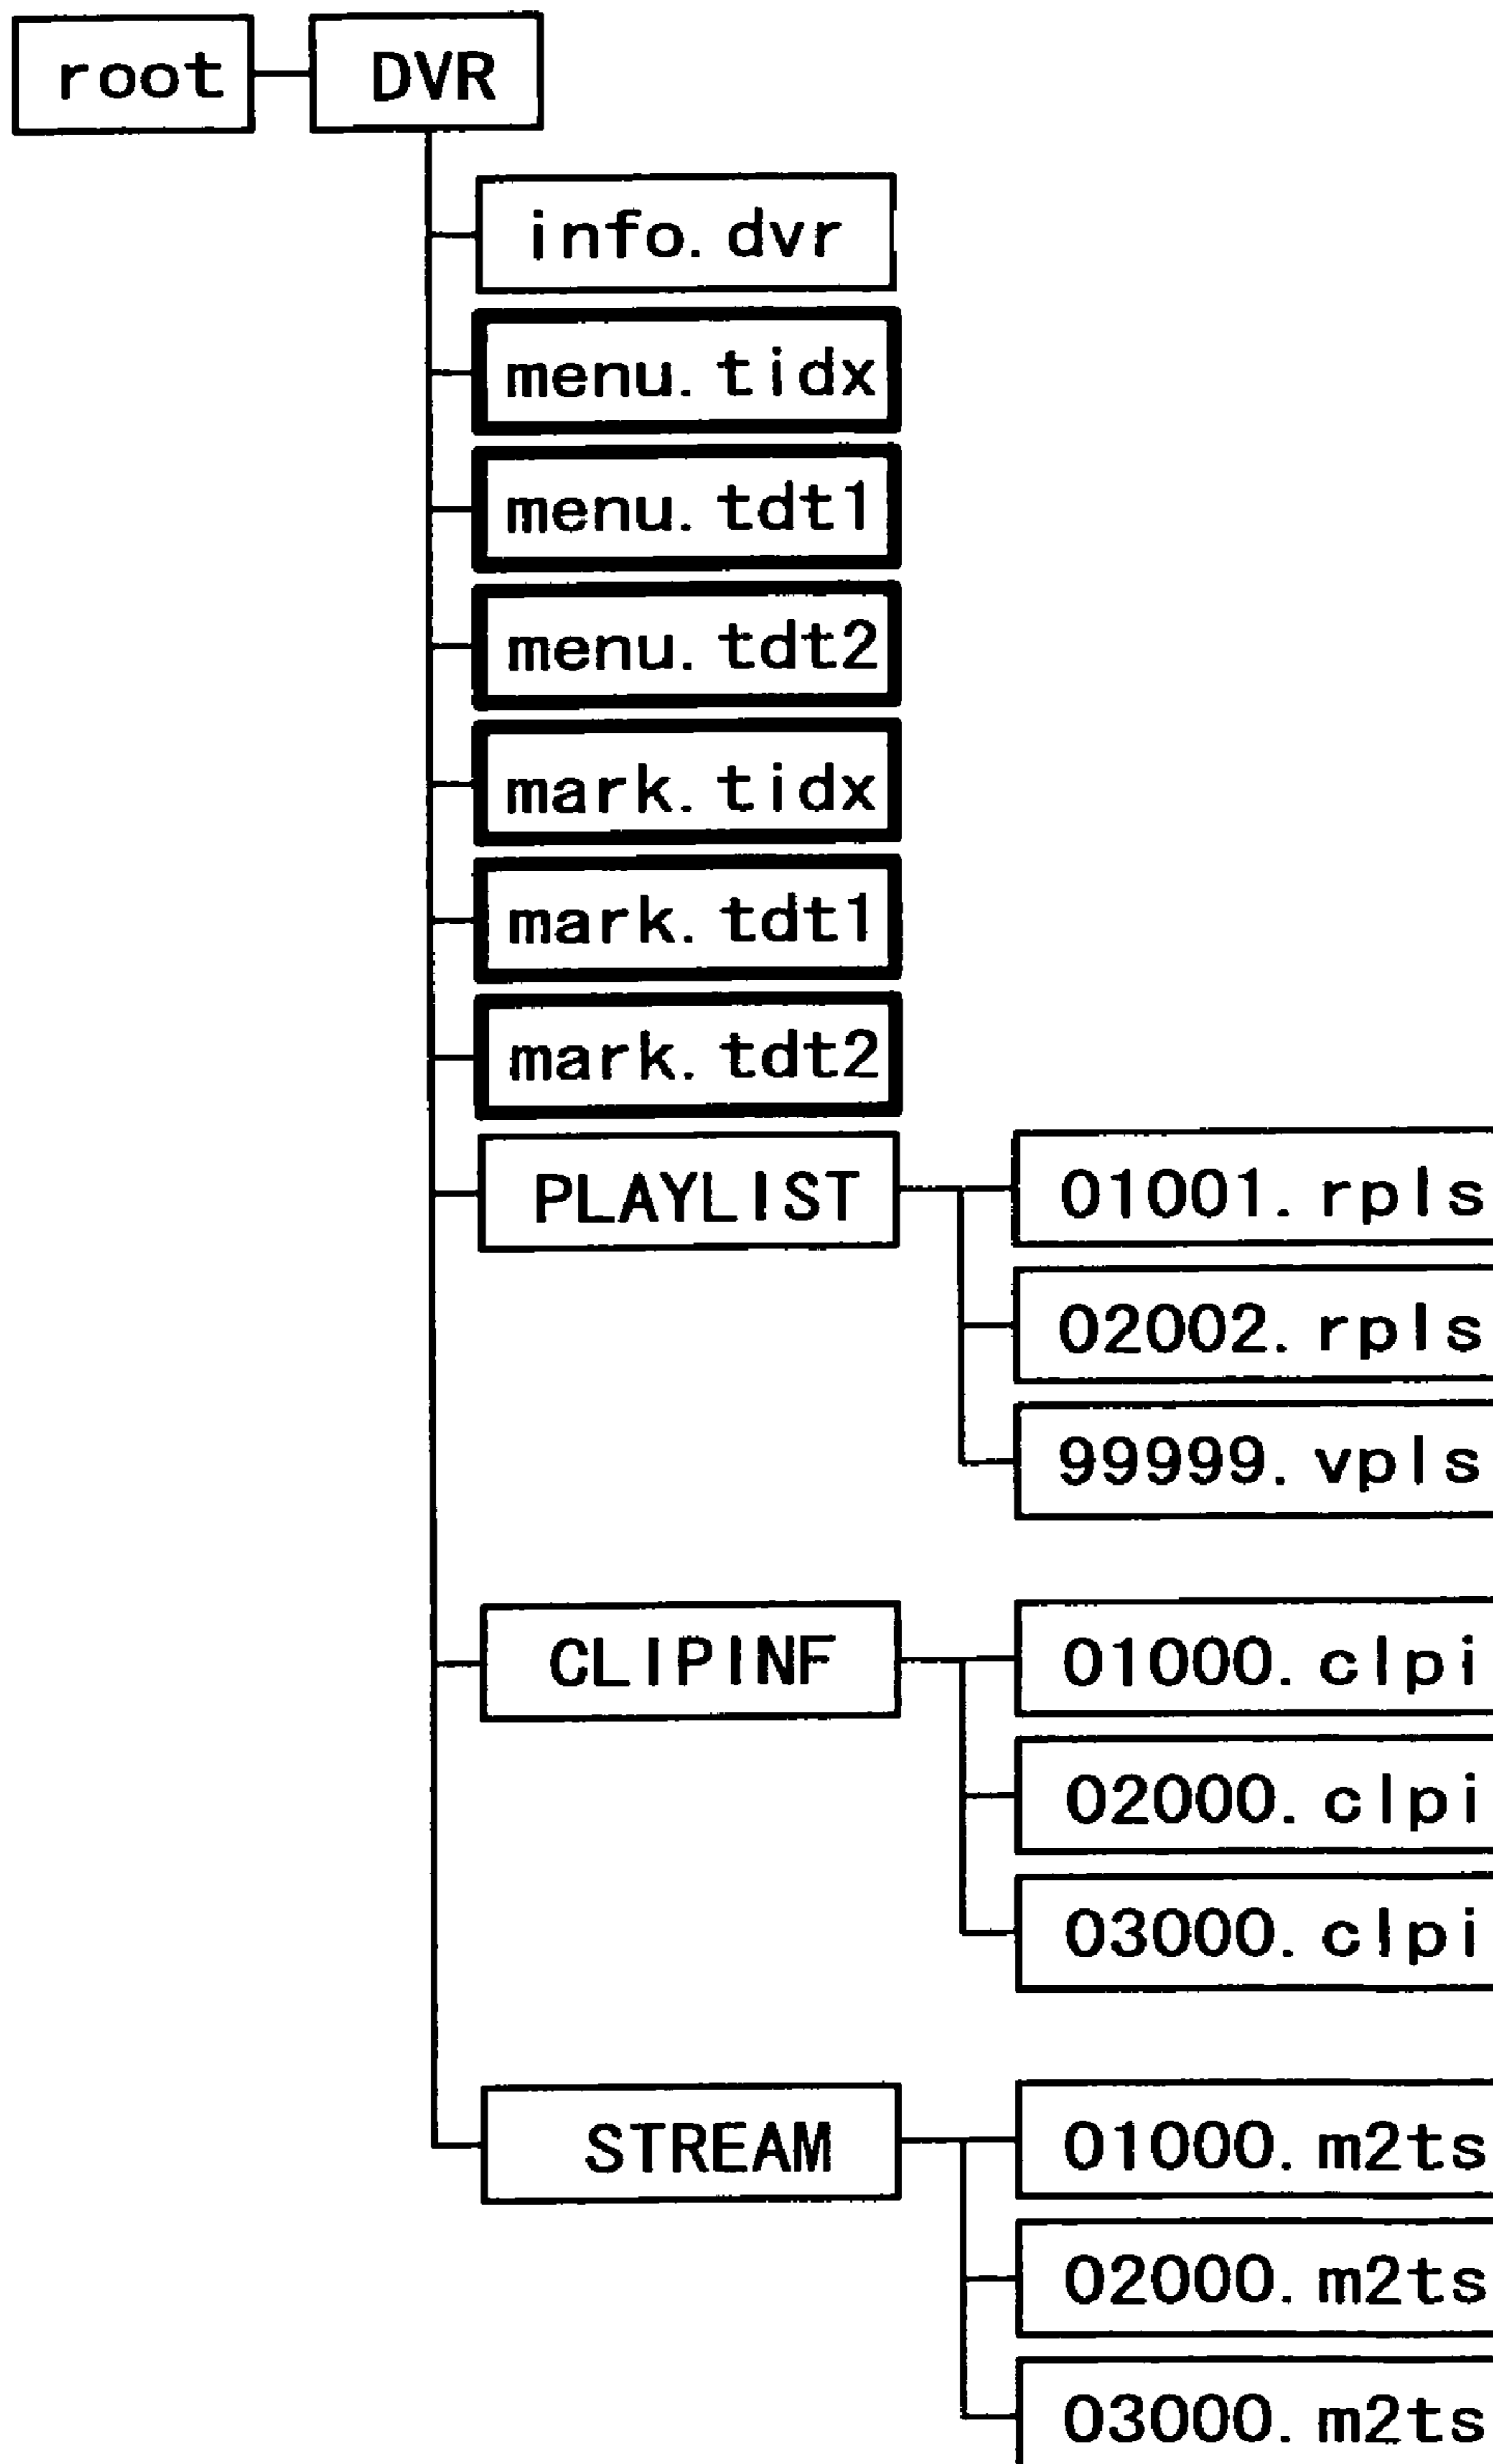 root DVR
info.dvr
menu.tidx
menu.tdt1
menu.tdt2
mark.tidx
mark.tdt1
mark.tdt2
PLAYLIST 01001.rpls
02002.rpls
99999.vpls
CLIPINF 01000.clpi
02000.clpi
03000.clpi
STREAM 01000.m2ts
02000.m2ts
03000.m2ts